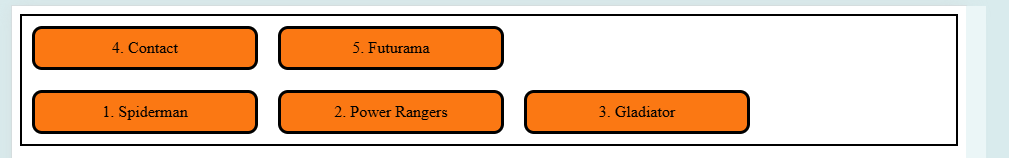 4. Contact
5. Futurama
1. Spiderman
2. Power Rangers
3. Gladiator